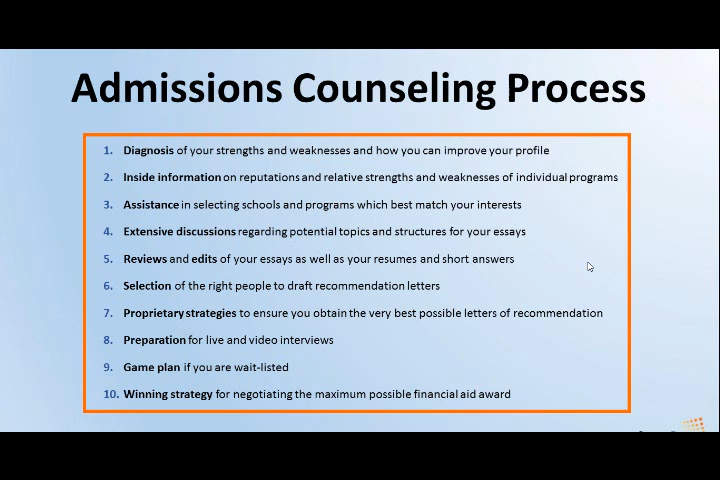 Admissions Counseling Process
1. Diagnosis of your strengths and weaknesses and how you can improve your profile
2. Inside information on reputations and relative strengths and weaknesses of individual programs
3. Assistance in selecting schools and programs which best match your interests
4. Extensive discussions regarding potential topics and structures for your essays
5. Reviews and edits of your essays as well as your resumes and short answers
6. Selection of the right people to draft recommendation letters
7. Proprietary strategies to ensure you obtain the very best possible letters of recommendation
8. Preparation for live and video interviews
9. Game plan if you are wait-listed
10. Winning strategy for negotiating the maximum possible financial aid award